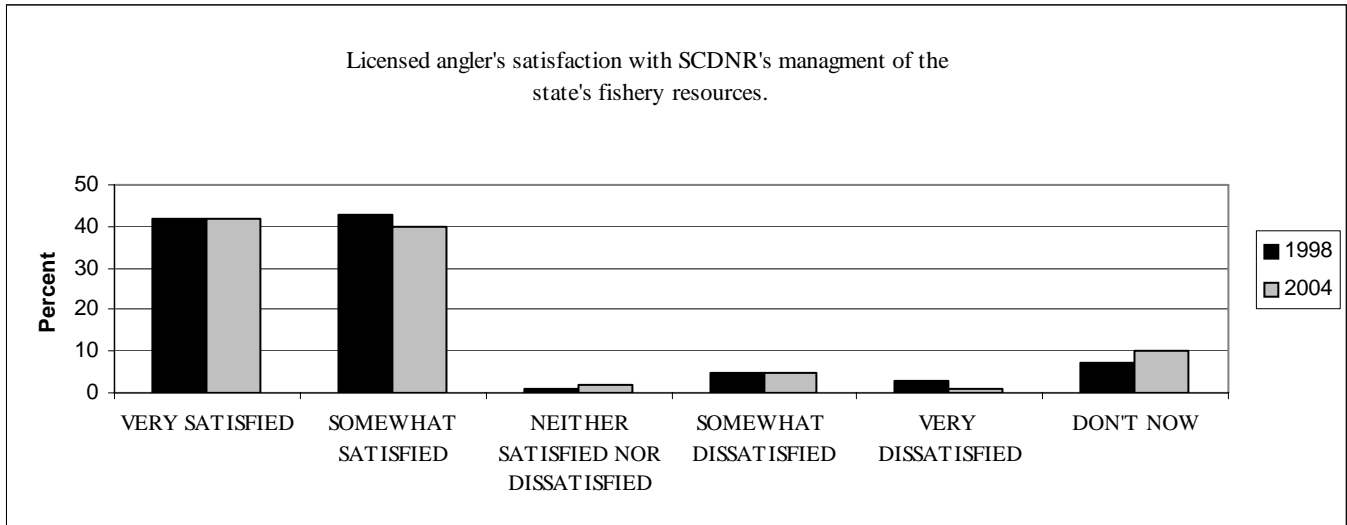 Licensed angler's satisfaction with SCDNR's managment of the
state's fishery resources.
50
40
30
20
10
0
Percent
VERY SATISFIED
SOMEWHAT
SATISFIED
NEITHER
SATISFIED NOR
DISSATISFIED
SOMEWHAT
DISSATISFIED
VERY
DISSATISFIED
DON'T NOW
1998
2004